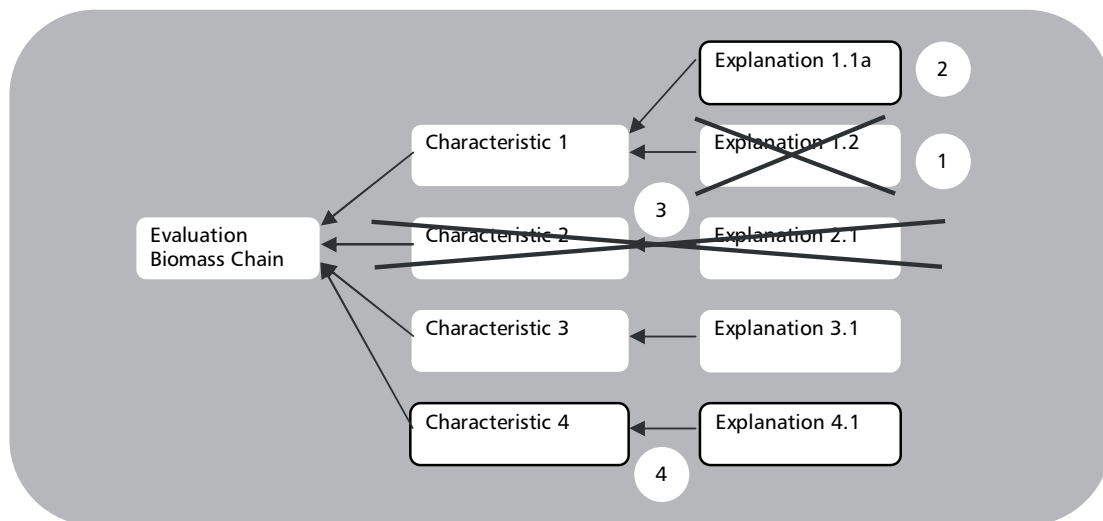 Explanation 1.1a
2
Characteristic 1
Explanation 1.2
1
3
Evaluation
Biomass Chain
Characteristic 2
Explanation 2.1
Characteristic 3
Explanation 3.1
Characteristic 4
Explanation 4.1
4